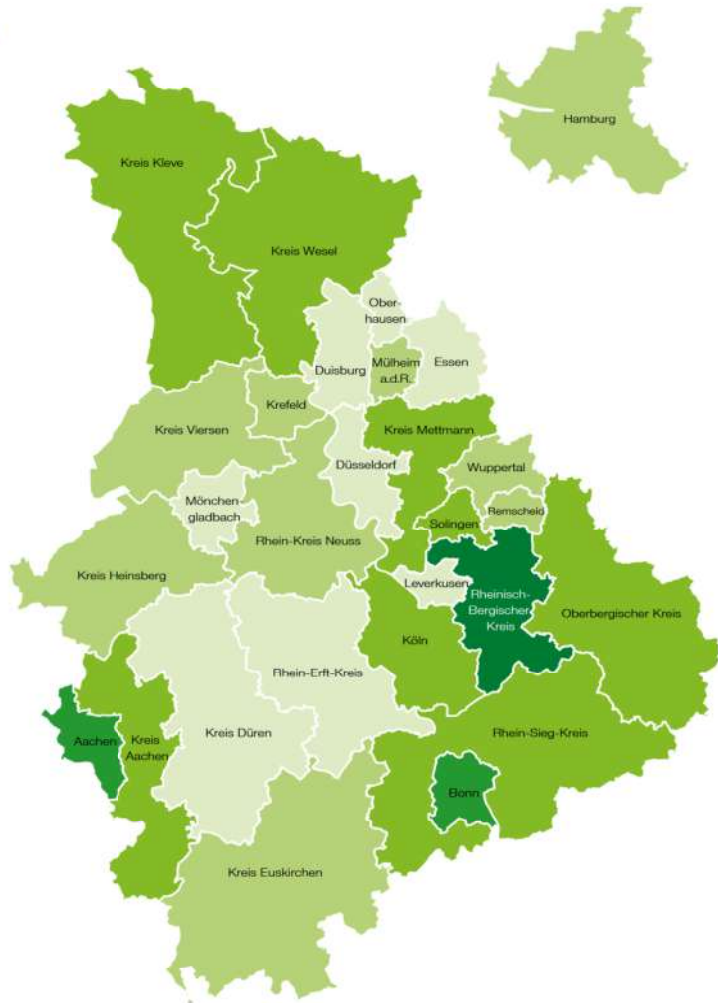 Hamburg
Kreis Kleve
Kreis Wesel
Ober-
hausen
Duisburg
Mülheim
a.d.R.
Essen
Krefeld
Kreis Viersen
Kreis Mettmann
Düsseldorf
Wuppertal
Mönchen-
gladbach
Remscheid
Solingen
Rhein-Kreis Neuss
Kreis Heinsberg
Leverkusen
Rheinisch-
Bergischer
Kreis
Oberbergischer Kreis
Köln
Rhein-Erft-Kreis
Rhein-Sieg-Kreis
Kreis Düren
Aachen
Kreis
Aachen
Bonn
Kreis Euskirchen